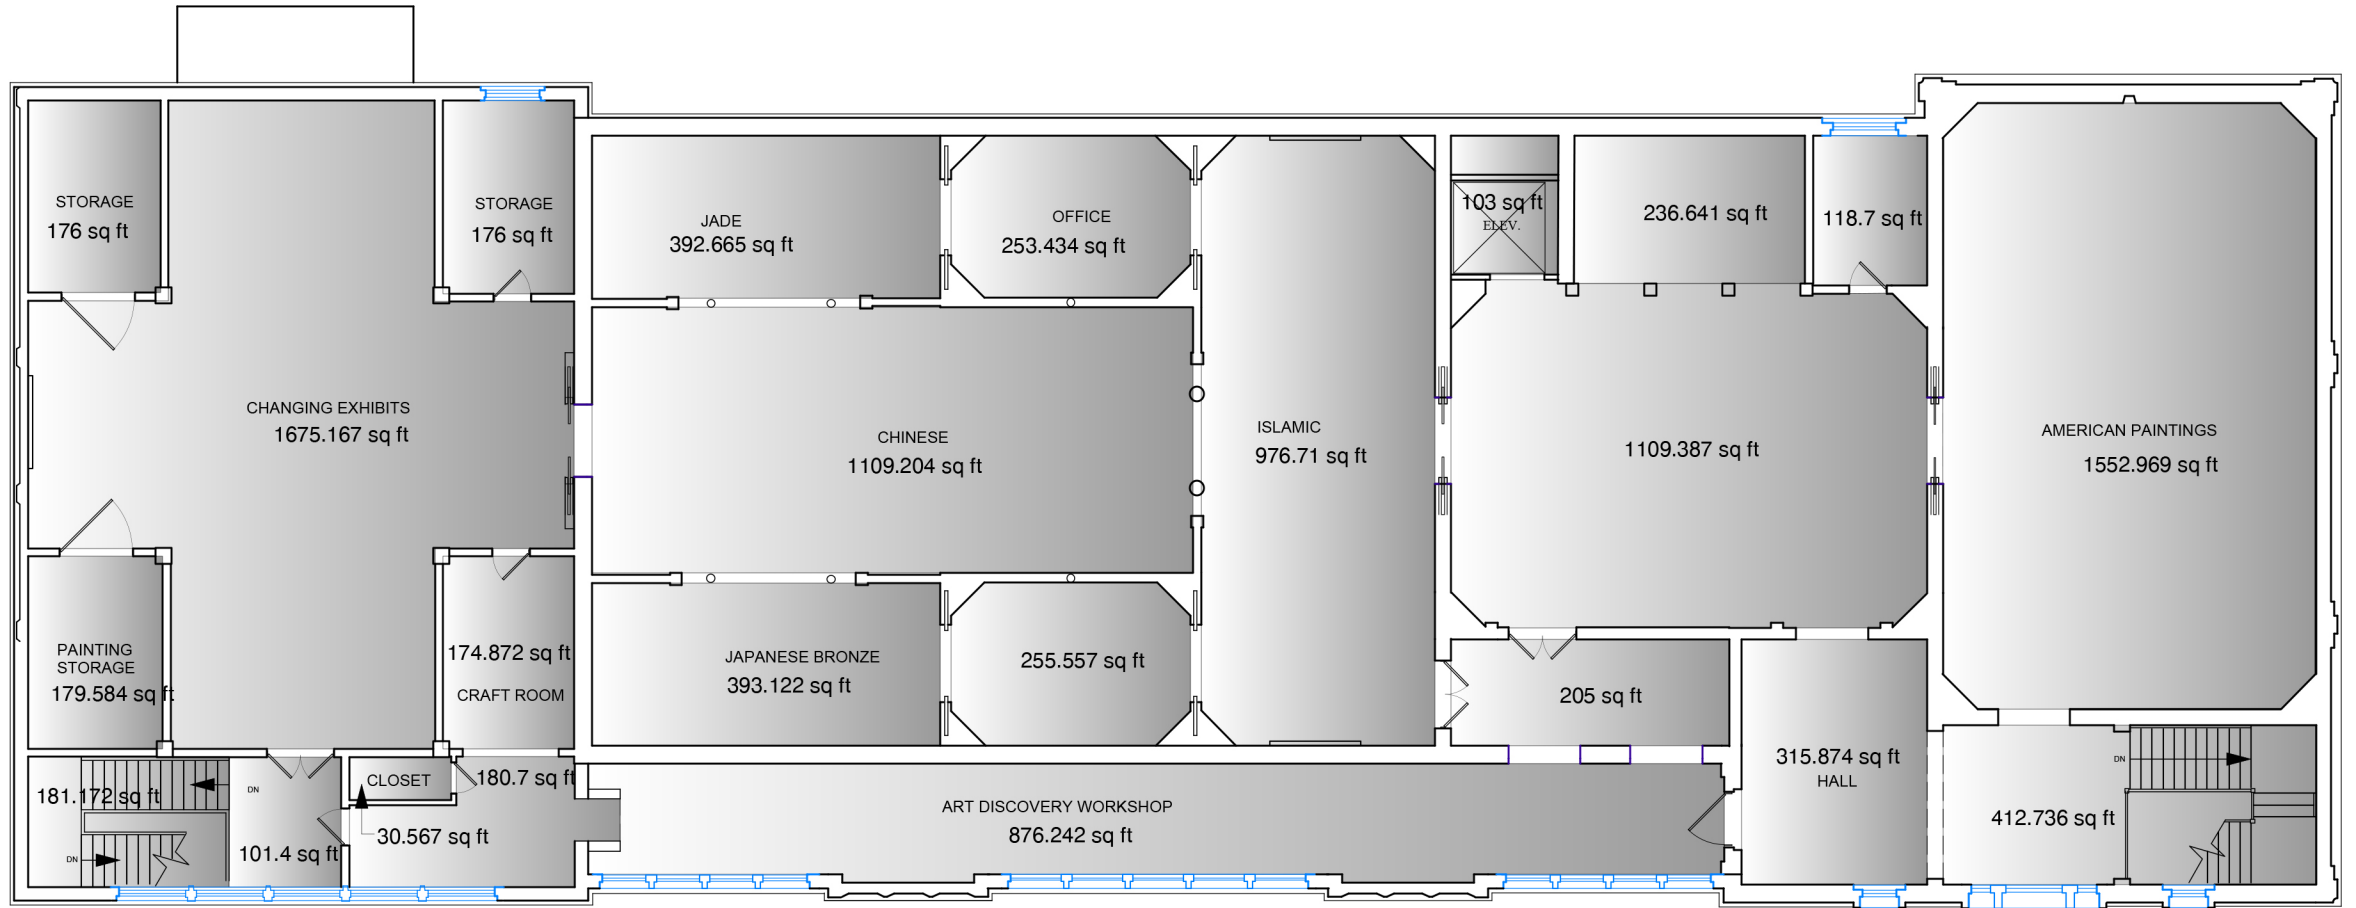 STORAGE
176 sq ft
STORAGE
176 sq ft
JADE
392.665 sq ft
OFFICE
253.434 sq ft
103 sq ft
ELEV.
236.641 sq ft
118.7 sq ft
CHANGING EXHIBITS
1675.167 sq ft
CHINESE
1109.204 sq ft
ISLAMIC
976.71 sq ft
1109.387 sq ft
AMERICAN PAINTINGS
1552.969 sq ft
PAINTING
STORAGE
179.584 sq ft
174.872 sq ft
CRAFT ROOM
JAPANESE BRONZE
393.122 sq ft
255.557 sq ft
205 sq ft
181.172 sq ft
DN
DN
101.4 sq ft
CLOSET
30.567 sq ft
180.7 sq ft
ART DISCOVERY WORKSHOP
876.242 sq ft
315.874 sq ft
HALL
DN
412.736 sq ft